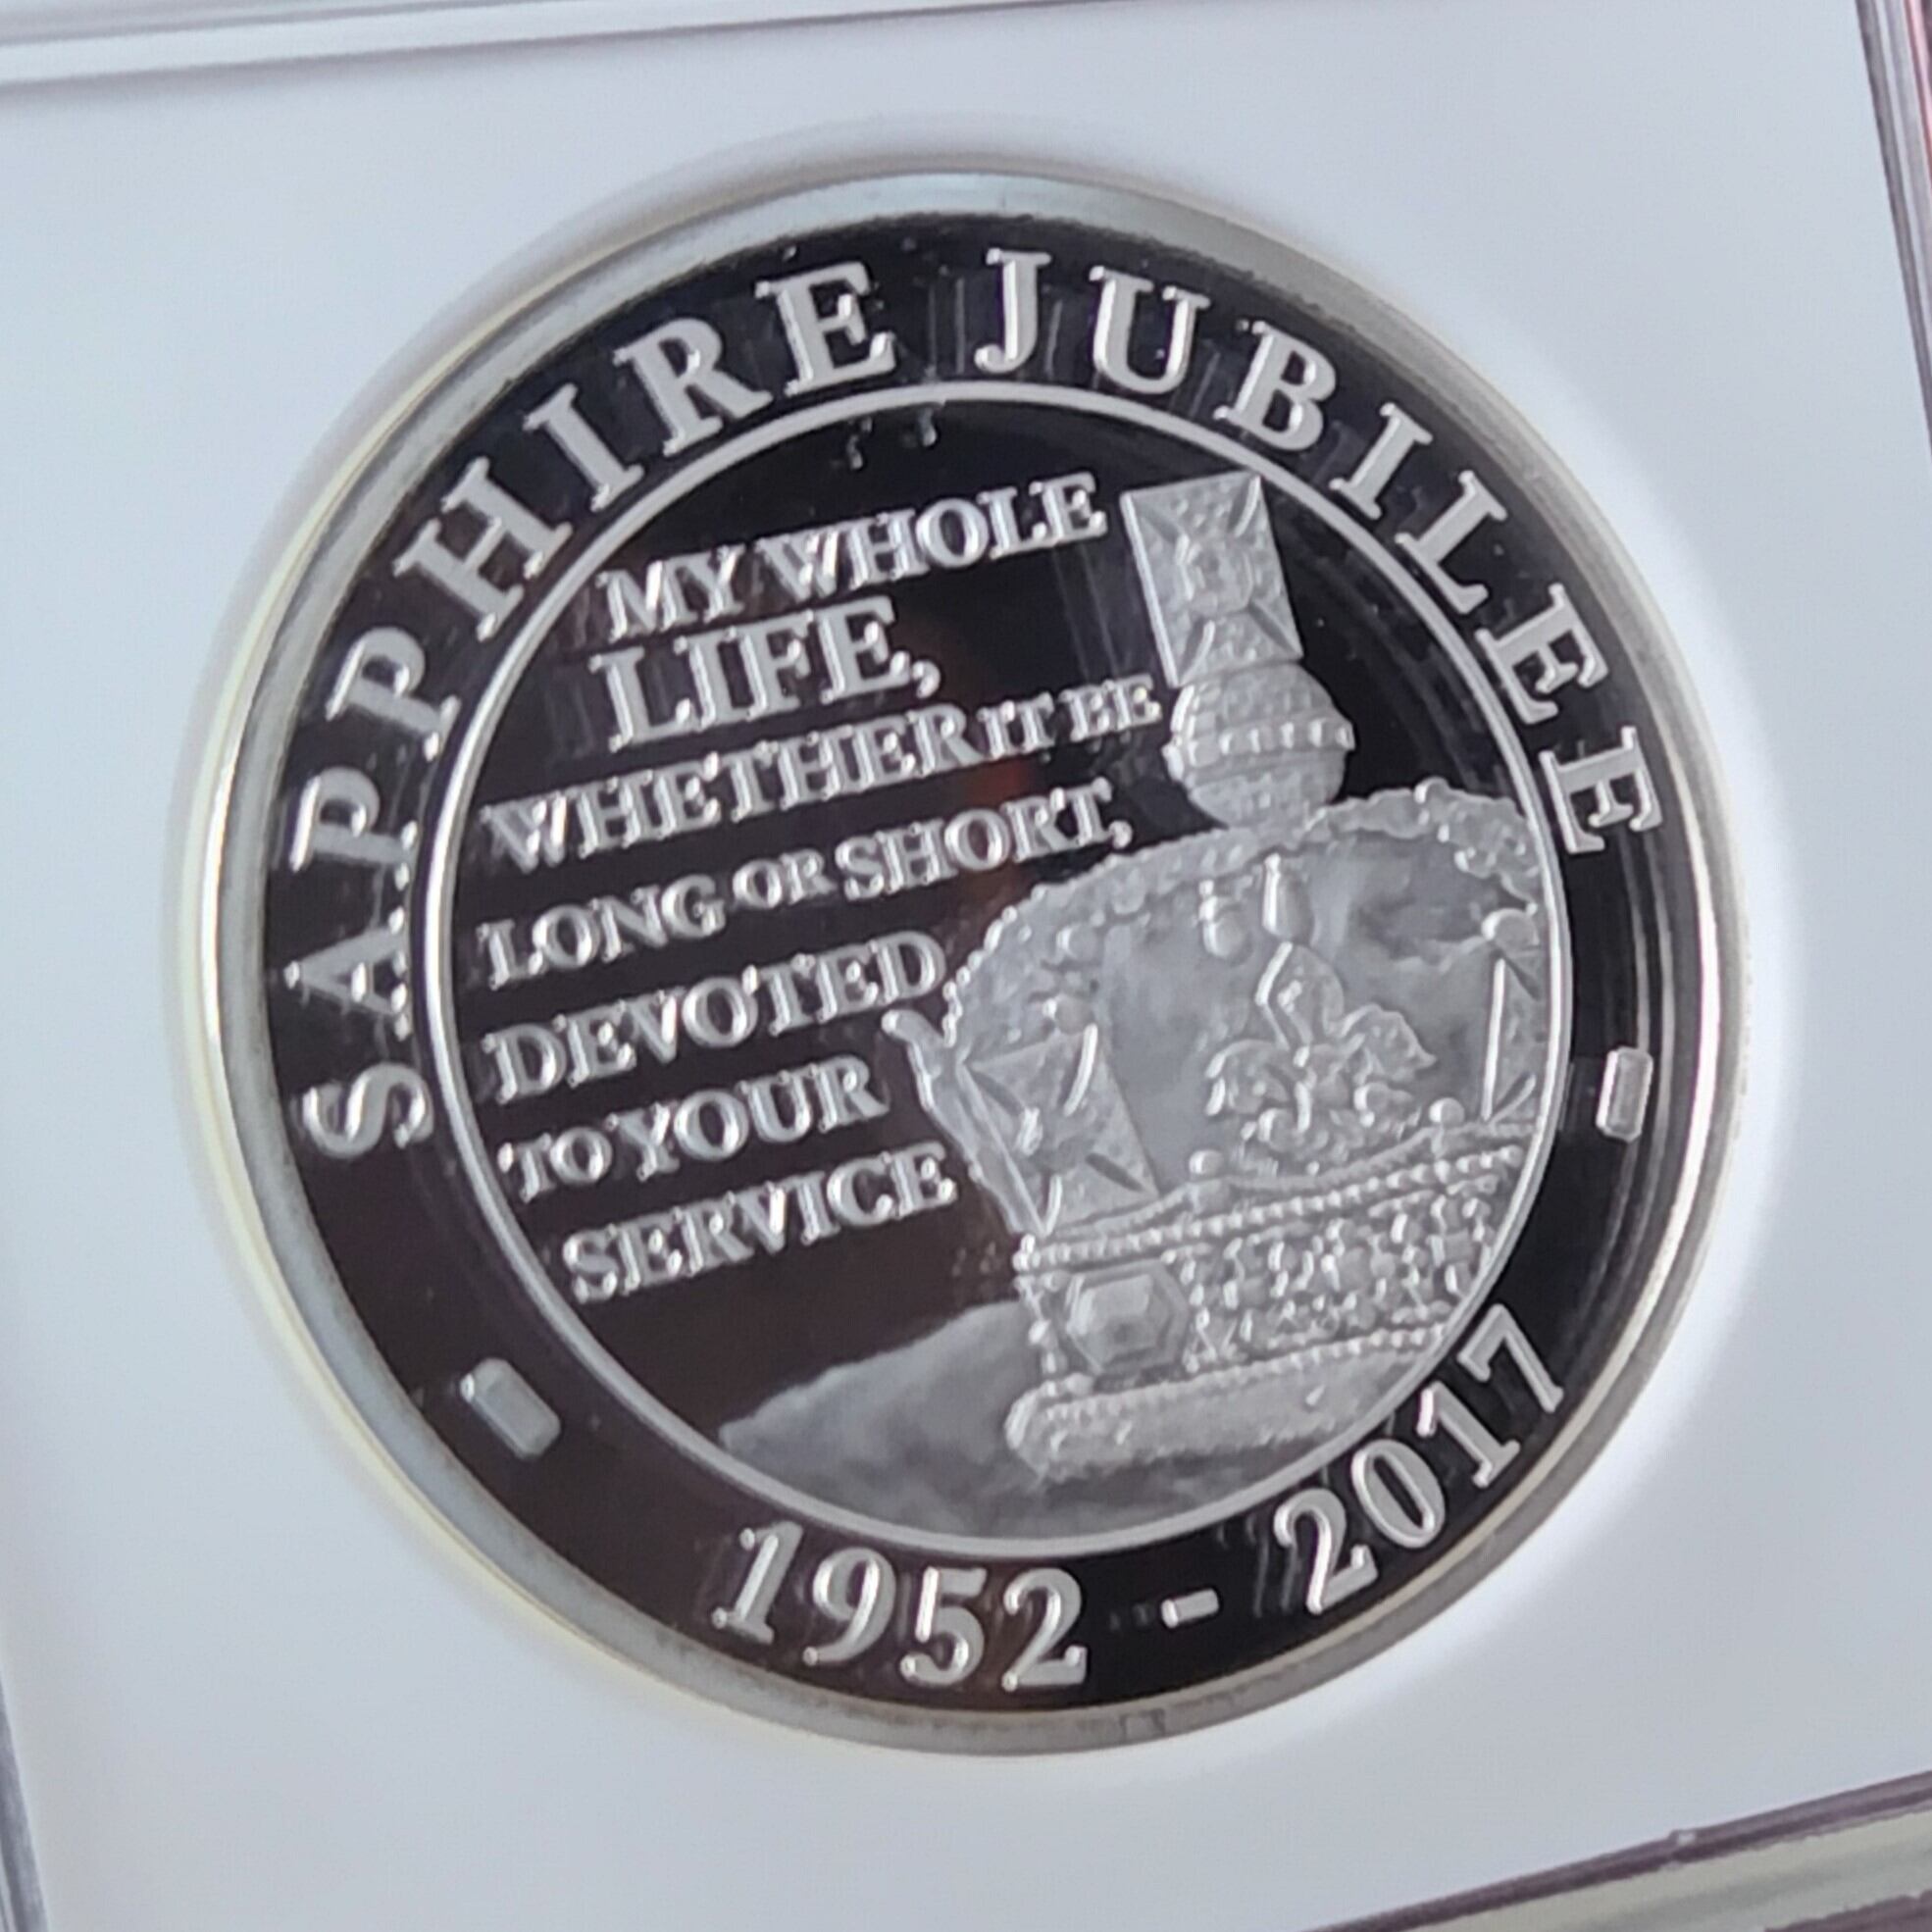 SAPPHIRE JUBILEE
MY WHOLE
LIFE,
WHETHER IT BE
LONG OR SHORT,
DEVOTED
TO YOUR
SERVICE
1952 - 2017